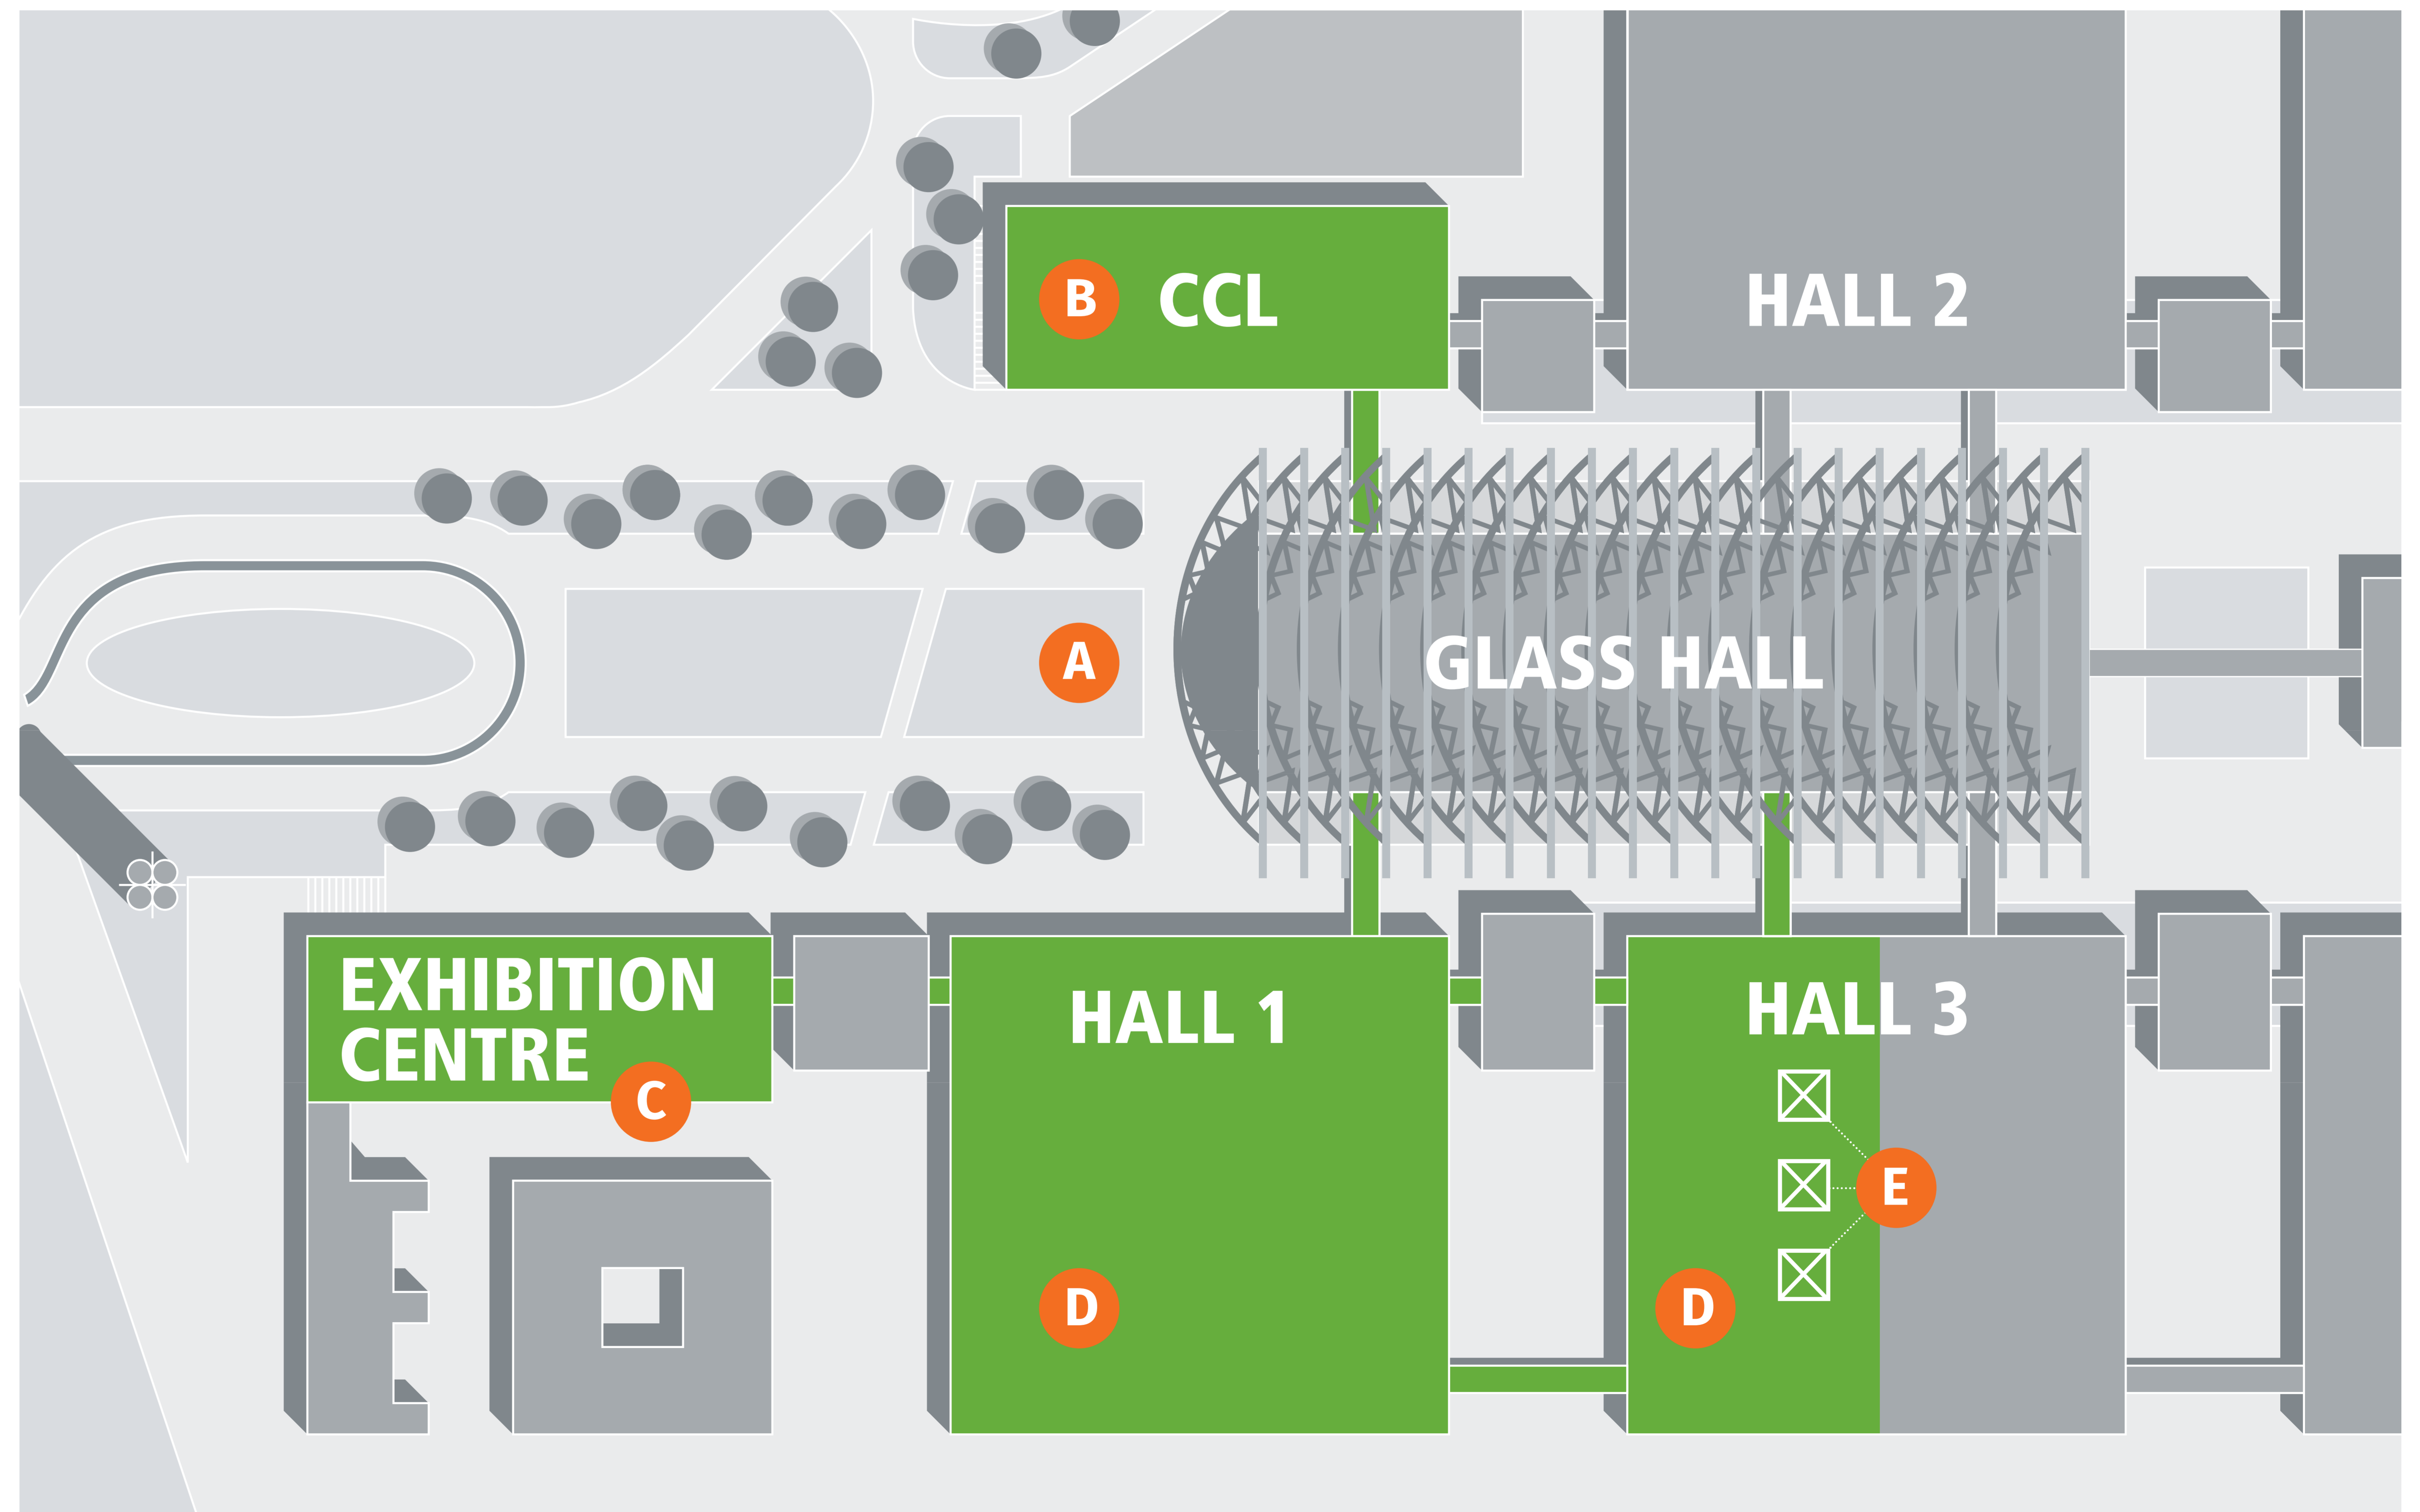 B CCL
HALL 2
A
GLASS HALL
EXHIBITION
CENTRE
C
HALL 1
D
HALL 3
E
D